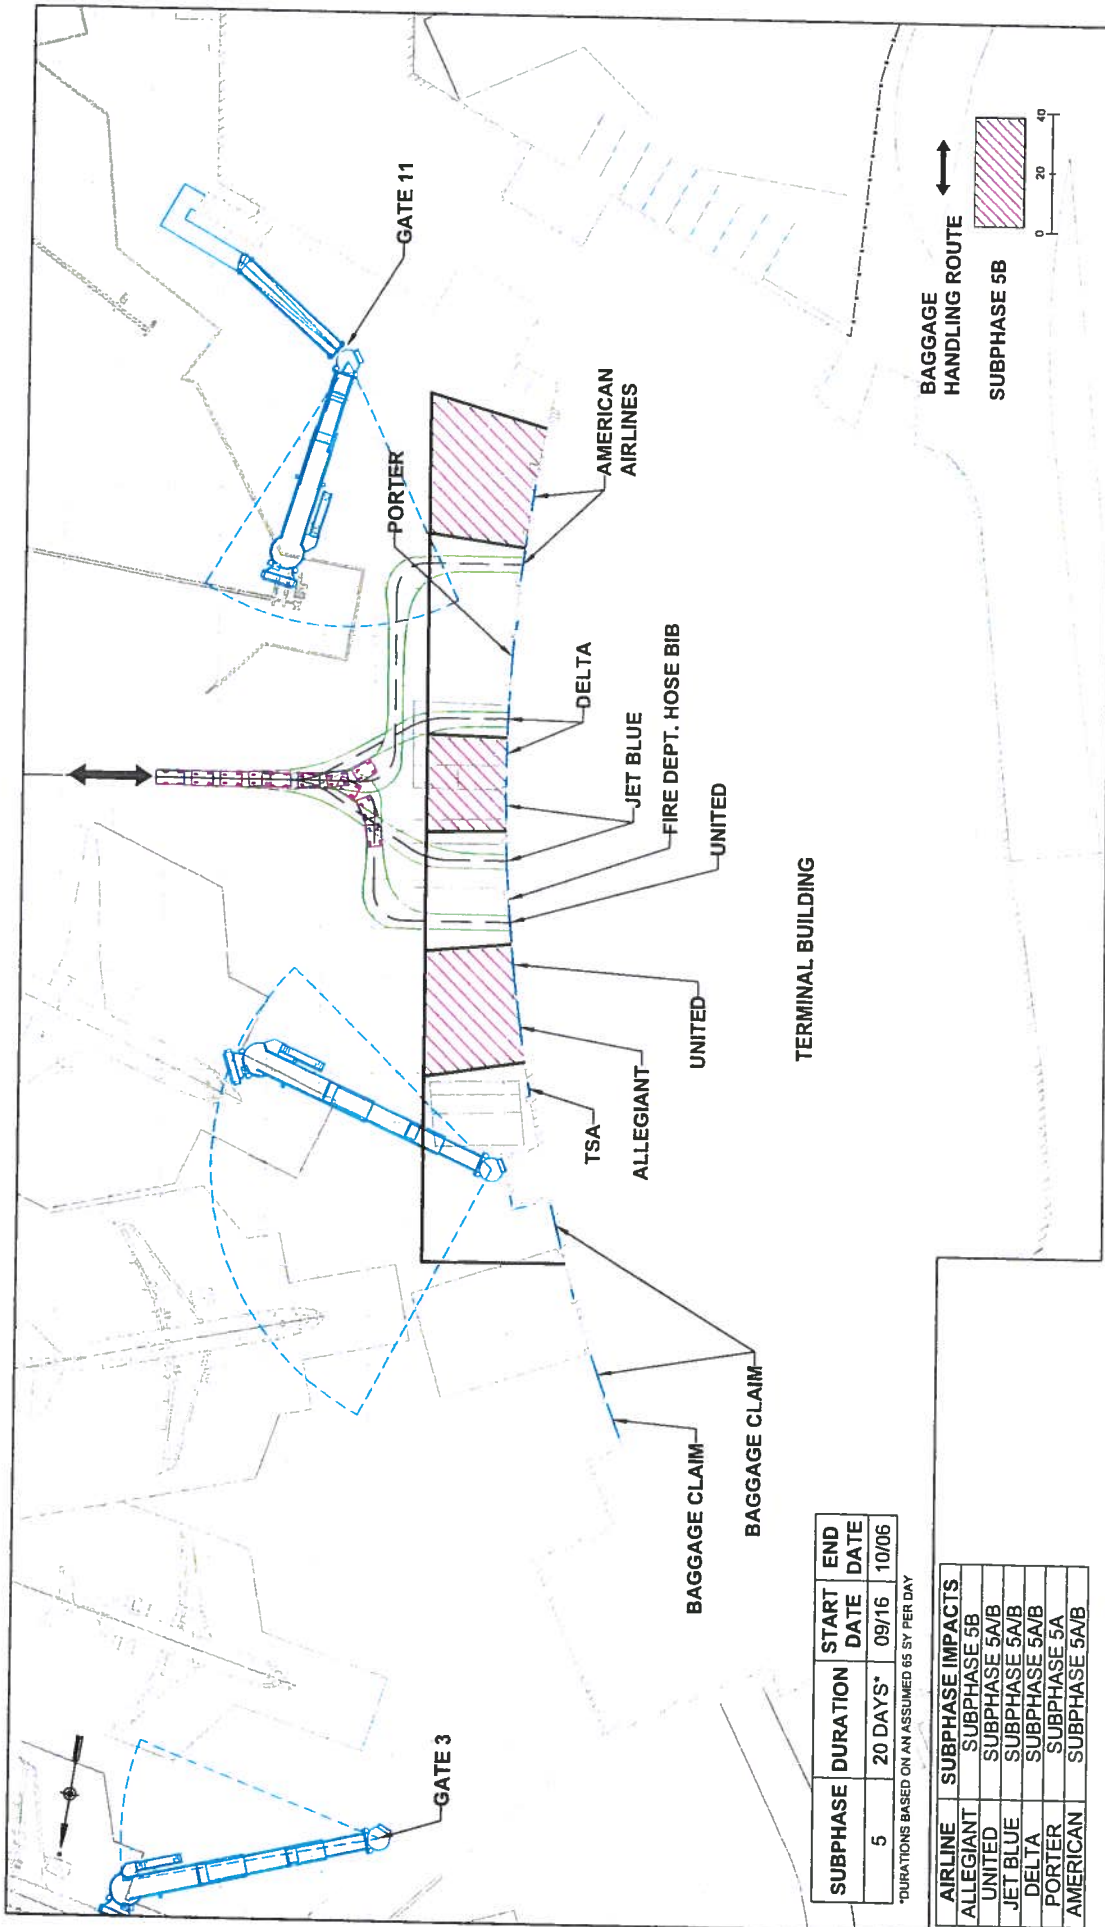 GATE 11
PORTER
AMERICAN
AIRLINES
DELTA
JET BLUE
FIRE DEPT. HOSE BIB
UNITED
UNITED
ALLEGIANT
TSA
TERMINAL BUILDING
BAGGAGE CLAIM
BAGGAGE CLAIM
GATE 3
BAGGAGE
HANDLING ROUTE
SUBPHASE 5B
0 20 40
SUBPHASE DURATION START DATE END DATE
5 20 DAYS* 09/16 10/06
*DURATIONS BASED ON AN ASSUMED 65 SY PER DAY
AIRLINE SUBPHASE IMPACTS
ALLEGIANT SUBPHASE 5B
UNITED SUBPHASE 5A/B
JET BLUE SUBPHASE 5A/B
DELTA SUBPHASE 5A/B
PORTER SUBPHASE 5A
AMERICAN SUBPHASE 5A/B